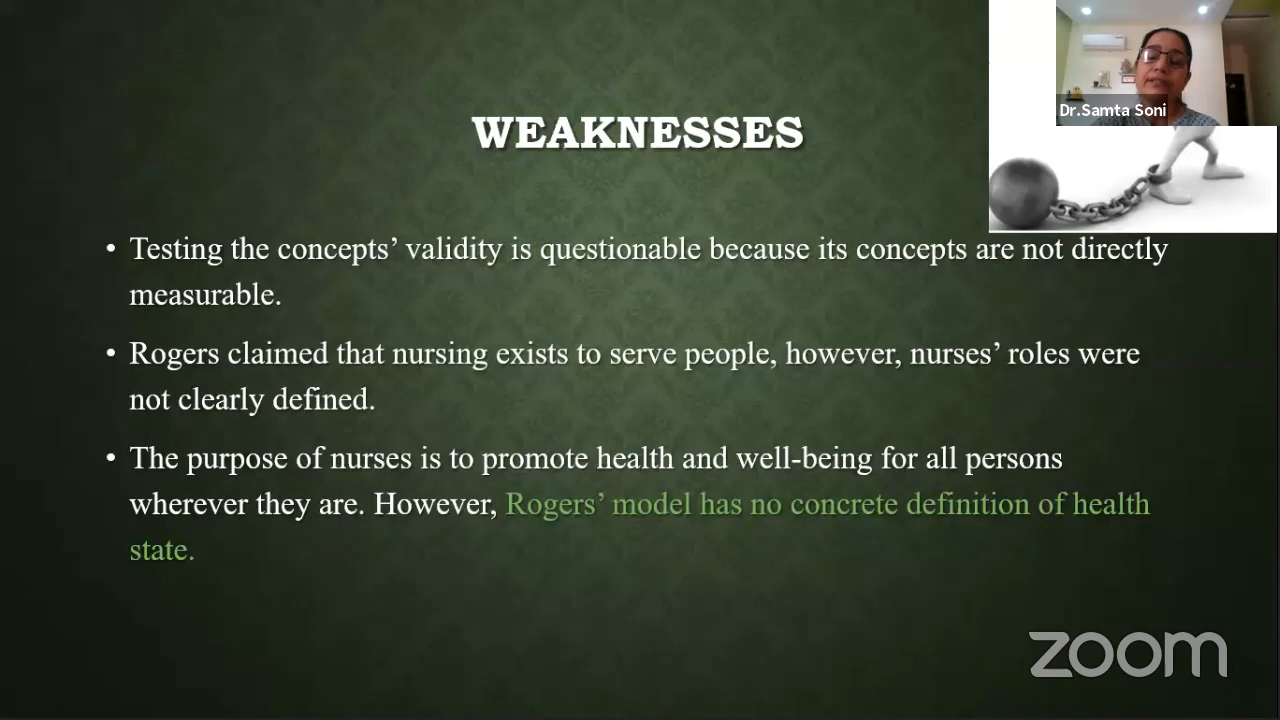 Dr.Samta Soni
WEAKNESSES
• Testing the concepts’ validity is questionable because its concepts are not directly
measurable.
• Rogers claimed that nursing exists to serve people, however, nurses’ roles were
not clearly defined.
• The purpose of nurses is to promote health and well-being for all persons
wherever they are. However, Rogers’ model has no concrete definition of health
state.
zoom